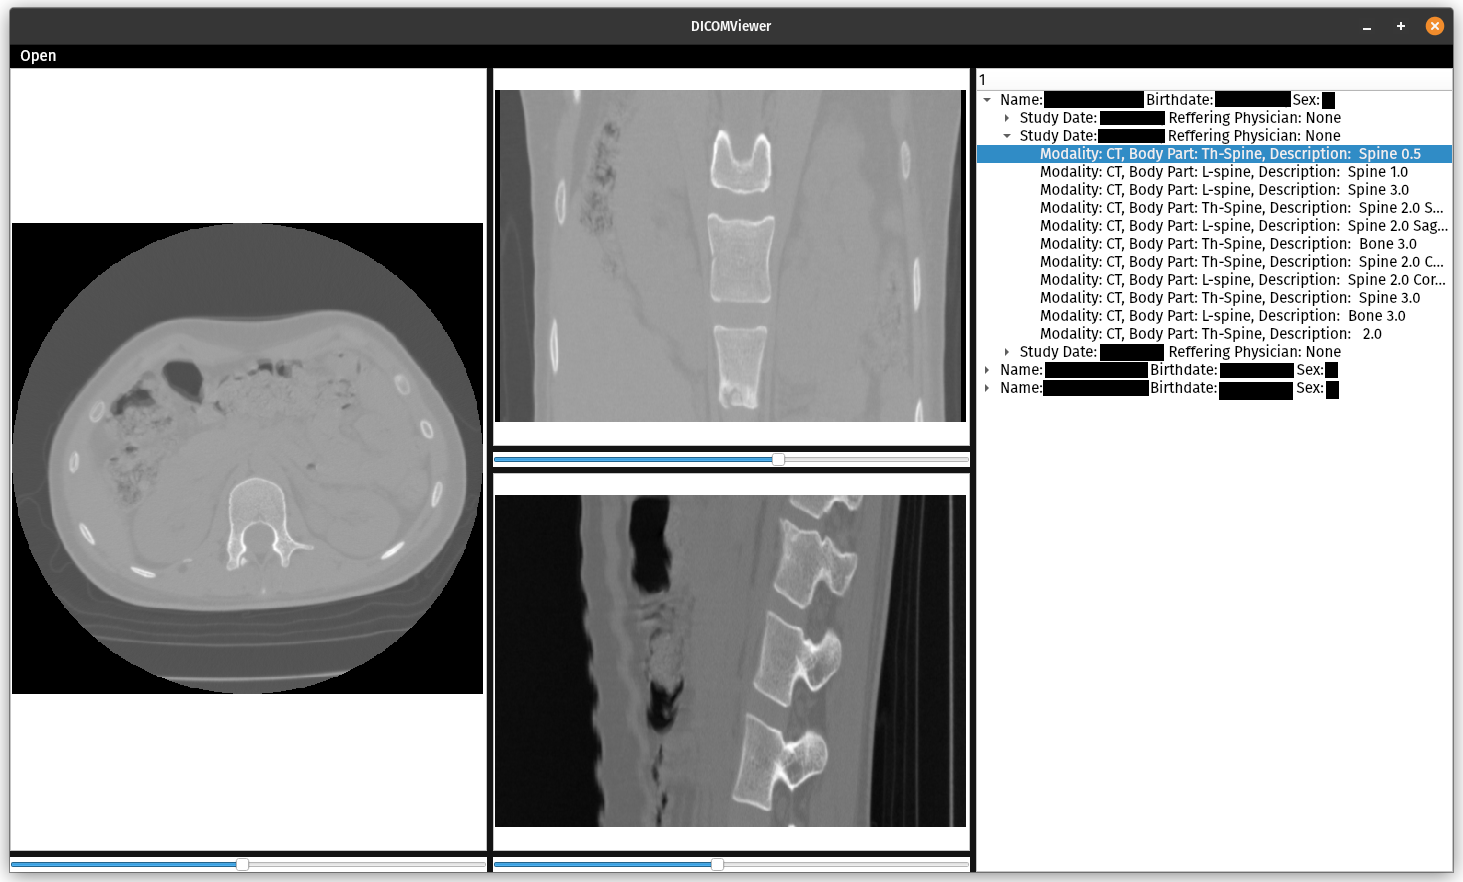 DICOMViewer
Open
1
Name: Birthdate: Sex:
Study Date: Reffering Physician: None
Study Date: Reffering Physician: None
Modality: CT, Body Part: Th-Spine, Description: Spine 0.5
Modality: CT, Body Part: L-spine, Description: Spine 1.0
Modality: CT, Body Part: L-spine, Description: Spine 3.0
Modality: CT, Body Part: Th-Spine, Description: Spine 2.0 S...
Modality: CT, Body Part: L-spine, Description: Spine 2.0 Sag...
Modality: CT, Body Part: Th-Spine, Description: Bone 3.0
Modality: CT, Body Part: Th-Spine, Description: Spine 2.0 C...
Modality: CT, Body Part: L-spine, Description: Spine 2.0 Cor...
Modality: CT, Body Part: Th-Spine, Description: Spine 3.0
Modality: CT, Body Part: L-spine, Description: Bone 3.0
Modality: CT, Body Part: Th-Spine, Description: 2.0
Study Date: Reffering Physician: None
Name: Birthdate: Sex:
Name: Birthdate: Sex: